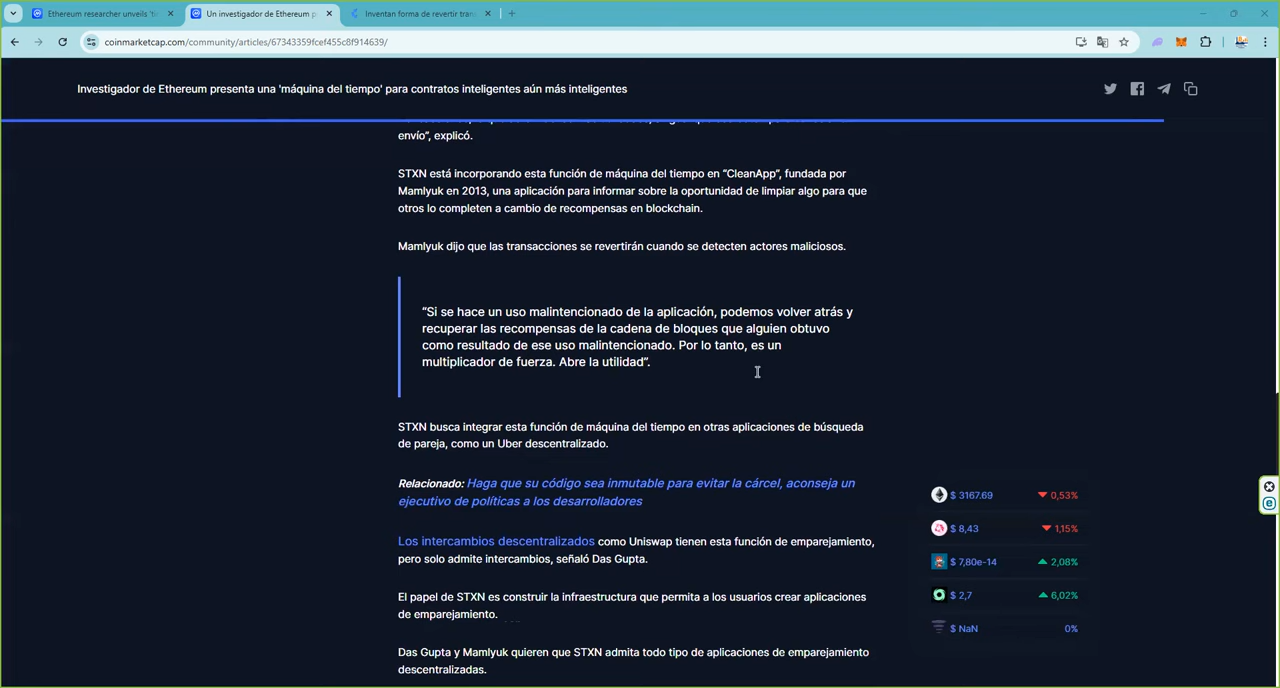 Ethereum researcher unveils 'ti
Un investigador de Ethereum p
Inventan forma de revertir tran
coinmarketcap.com/community/articles/67343359fcef455c8f914639/
Investigador de Ethereum presenta una 'máquina del tiempo' para contratos inteligentes aún más inteligentes
envío", explicó.
STXN está incorporando esta función de máquina del tiempo en "CleanApp", fundada por
Mamlyuk en 2013, una aplicación para informar sobre la oportunidad de limpiar algo para que
otros lo completen a cambio de recompensas en blockchain.
Mamlyuk dijo que las transacciones se revertirán cuando se detecten actores maliciosos.
"Si se hace un uso malintencionado de la aplicación, podemos volver atrás y
recuperar las recompensas de la cadena de bloques que alguien obtuvo
como resultado de ese uso malintencionado. Por lo tanto, es un
multiplicador de fuerza. Abre la utilidad".
STXN busca integrar esta función de máquina del tiempo en otras aplicaciones de búsqueda
de pareja, como un Uber descentralizado.
Relacionado: Haga que su código sea inmutable para evitar la cárcel, aconseja un
ejecutivo de políticas a los desarrolladores
Los intercambios descentralizados como Uniswap tienen esta función de emparejamiento,
pero solo admite intercambios, señaló Das Gupta.
El papel de STXN es construir la infraestructura que permita a los usuarios crear aplicaciones
de emparejamiento.
Das Gupta y Mamlyuk quieren que STXN admita todo tipo de aplicaciones de emparejamiento
descentralizadas.
$ 3167.69 0,53%
$ 8,43 1,15%
$ 7,80e-14 2,08%
$ 2,7 6,02%
$ NaN 0%